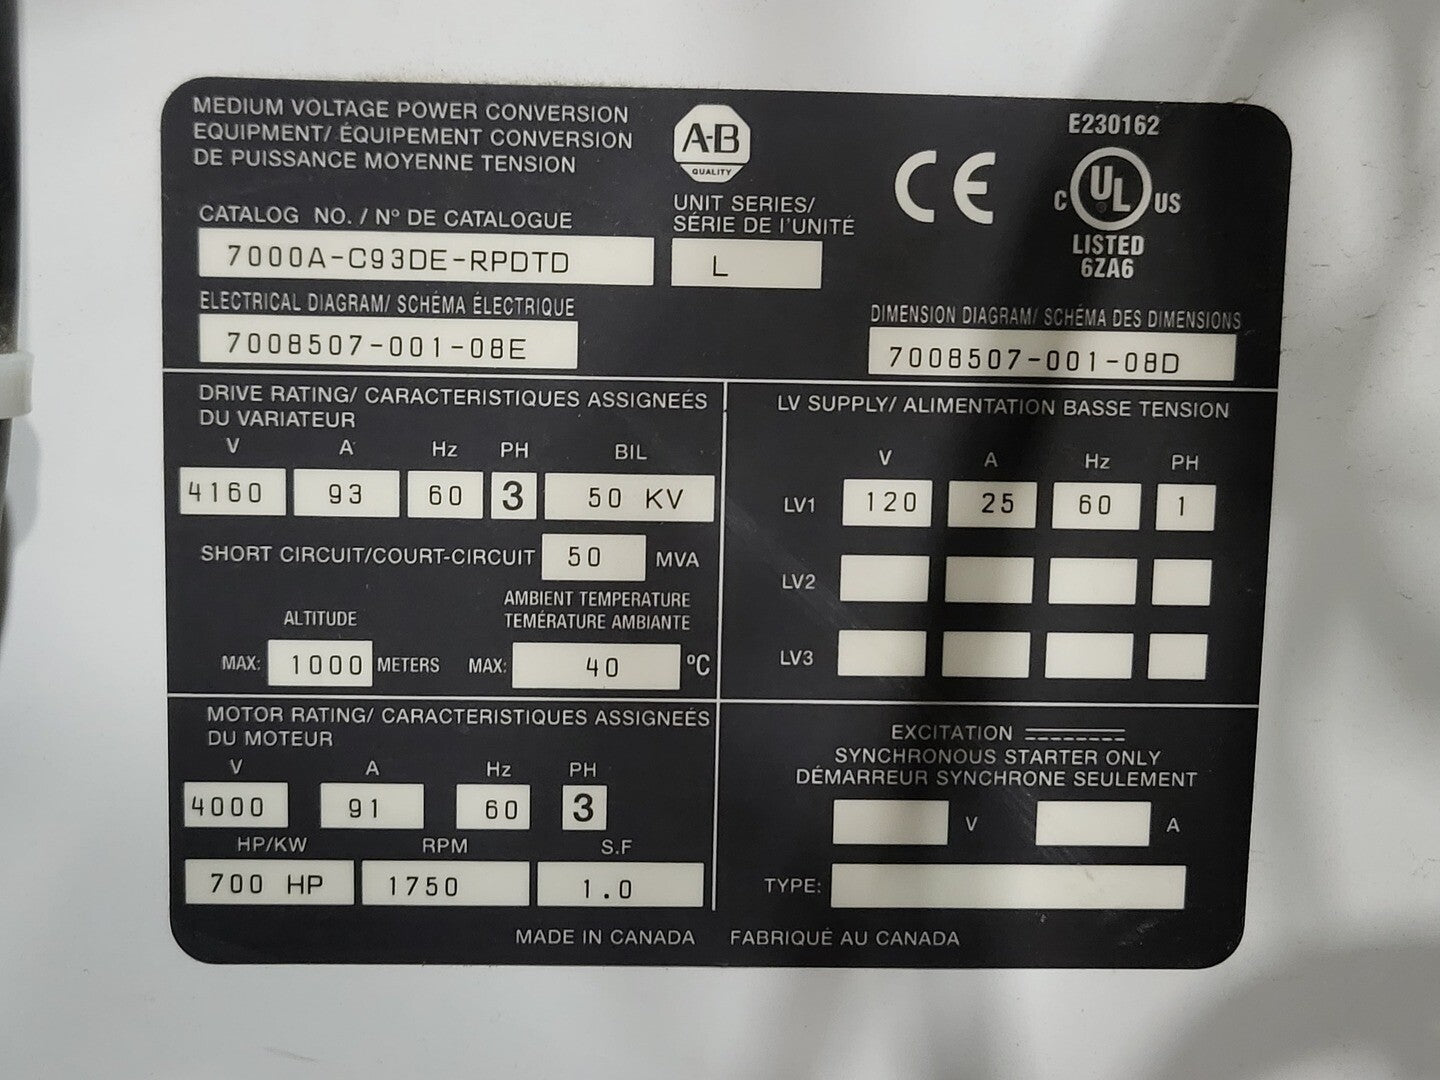 MEDIUM VOLTAGE POWER CONVERSION
EQUIPMENT/ ÉQUIPEMENT CONVERSION
DE PUISSANCE MOYENNE TENSION
A-B
QUALITY
E230162
CE
C UL US
LISTED
6ZA6
CATALOG NO. / N° DE CATALOGUE
7000A-C93DE-RPDTD
UNIT SERIES/
SÉRIE DE l'UNITÉ
L
ELECTRICAL DIAGRAM/ SCHÉMA ÉLECTRIQUE
7008507-001-08E
DIMENSION DIAGRAM/ SCHÉMA DES DIMENSIONS
7008507-001-08D
DRIVE RATING/ CARACTERISTIQUES ASSIGNEÉS
DU VARIATEUR
V A Hz PH BIL
4160 93 60 3 50 KV
SHORT CIRCUIT/COURT-CIRCUIT 50 MVA
ALTITUDE
AMBIENT TEMPERATURE
TEMÉRATURE AMBIANTE
MAX: 1000 METERS MAX: 40 °C
LV SUPPLY/ ALIMENTATION BASSE TENSION
V A Hz PH
LV1 120 25 60 1
LV2
LV3
MOTOR RATING/ CARACTERISTIQUES ASSIGNEÉS
DU MOTEUR
V A Hz PH
4000 91 60 3
HP/KW RPM S.F
700 HP 1750 1.0
EXCITATION
SYNCHRONOUS STARTER ONLY
DÉMARREUR SYNCHRONE SEULEMENT
V A
TYPE:
MADE IN CANADA FABRIQUÉ AU CANADA